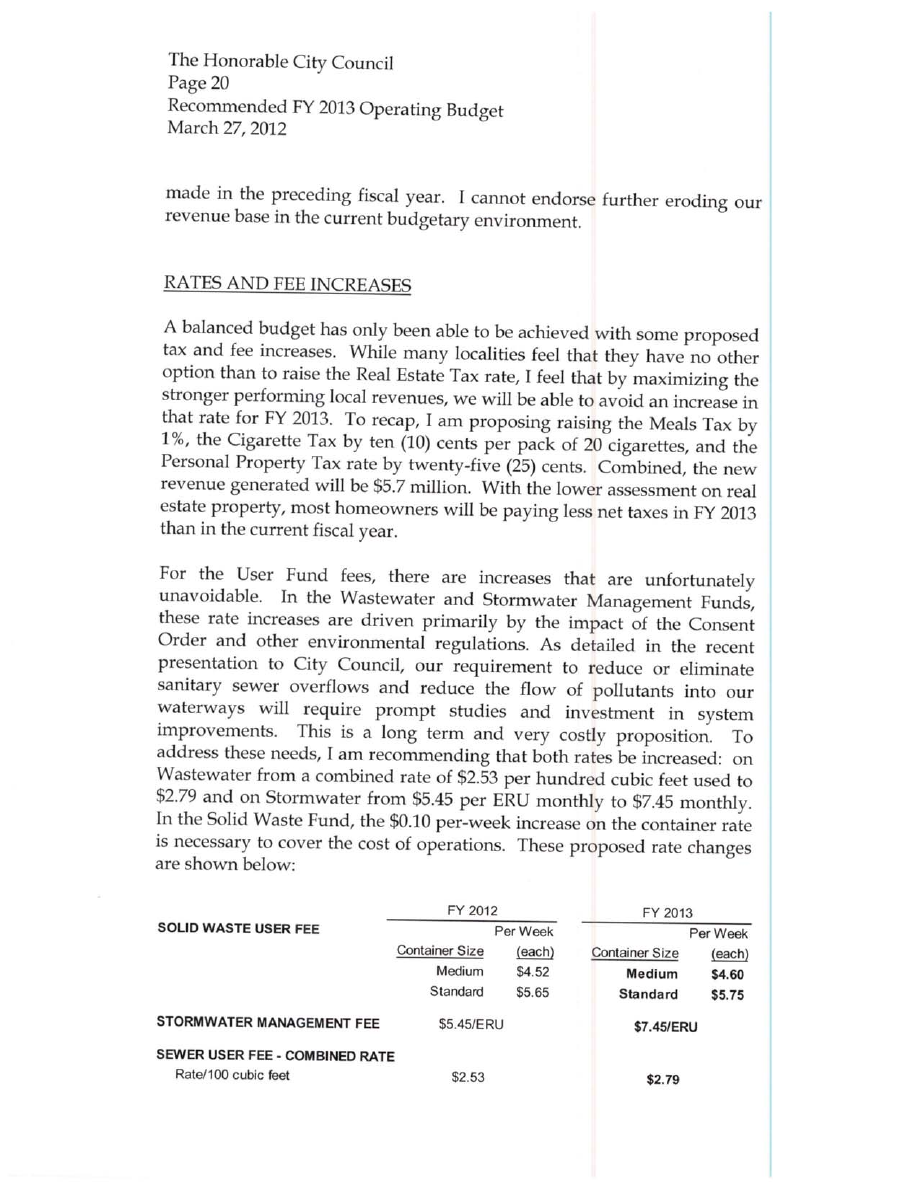 The Honorable City Council
Page 20
Recommended FY 2013 Operating Budget
March 27, 2012
made in the preceding fiscal year. I cannot endorse further eroding our
revenue base in the current budgetary environment.
RATES AND FEE INCREASES
A balanced budget has only been able to be achieved with some proposed
tax and fee increases. While many localities feel that they have no other
option than to raise the Real Estate Tax rate, I feel that by maximizing the
stronger performing local revenues, we will be able to avoid an increase in
that rate for FY 2013. To recap, I am proposing raising the Meals Tax by
1%, the Cigarette Tax by ten (10) cents per pack of 20 cigarettes, and the
Personal Property Tax rate by twenty-five (25) cents. Combined, the new
revenue generated will be $5.7 million. With the lower assessment on real
estate property, most homeowners will be paying less net taxes in FY 2013
than in the current fiscal year.
For the User Fund fees, there are increases that are unfortunately
unavoidable. In the Wastewater and Stormwater Management Funds,
these rate increases are driven primarily by the impact of the Consent
Order and other environmental regulations. As detailed in the recent
presentation to City Council, our requirement to reduce or eliminate
sanitary sewer overflows and reduce the flow of pollutants into our
waterways will require prompt studies and investment in system
improvements. This is a long term and very costly proposition. To
address these needs, I am recommending that both rates be increased: on
Wastewater from a combined rate of $2.53 per hundred cubic feet used to
$2.79 and on Stormwater from $5.45 per ERU monthly to $7.45 monthly.
In the Solid Waste Fund, the $0.10 per-week increase on the container rate
is necessary to cover the cost of operations. These proposed rate changes
are shown below:
FY 2012 FY 2013
SOLID WASTE USER FEE Per Week Per Week
Container Size (each) Container Size (each)
Medium $4.52 Medium $4.60
Standard $5.65 Standard $5.75
STORMWATER MANAGEMENT FEE $5.45/ERU $7.45/ERU
SEWER USER FEE - COMBINED RATE
Rate/100 cubic feet $2.53 $2.79